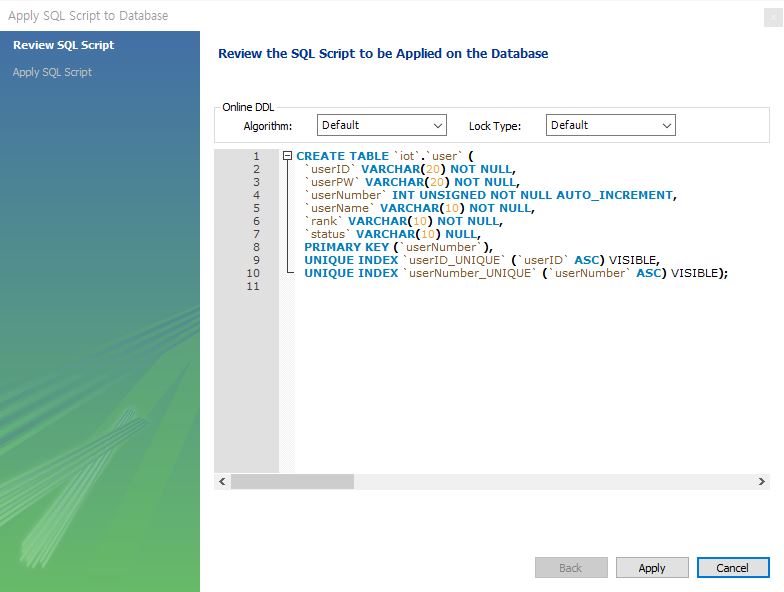 Apply SQL Script to Database
x
Review SQL Script
Apply SQL Script
Review the SQL Script to be Applied on the Database
Online DDL
Algorithm: Default Lock Type: Default
1 CREATE TABLE `iot`.`user` (
2 `userID` VARCHAR(20) NOT NULL,
3 `userPW` VARCHAR(20) NOT NULL,
4 `userNumber` INT UNSIGNED NOT NULL AUTO_INCREMENT,
5 `userName` VARCHAR(10) NOT NULL,
6 `rank` VARCHAR(10) NOT NULL,
7 `status` VARCHAR(10) NULL,
8 PRIMARY KEY (`userNumber`),
9 UNIQUE INDEX `userID_UNIQUE` (`userID` ASC) VISIBLE,
10 UNIQUE INDEX `userNumber_UNIQUE` (`userNumber` ASC) VISIBLE);
11
Back Apply Cancel